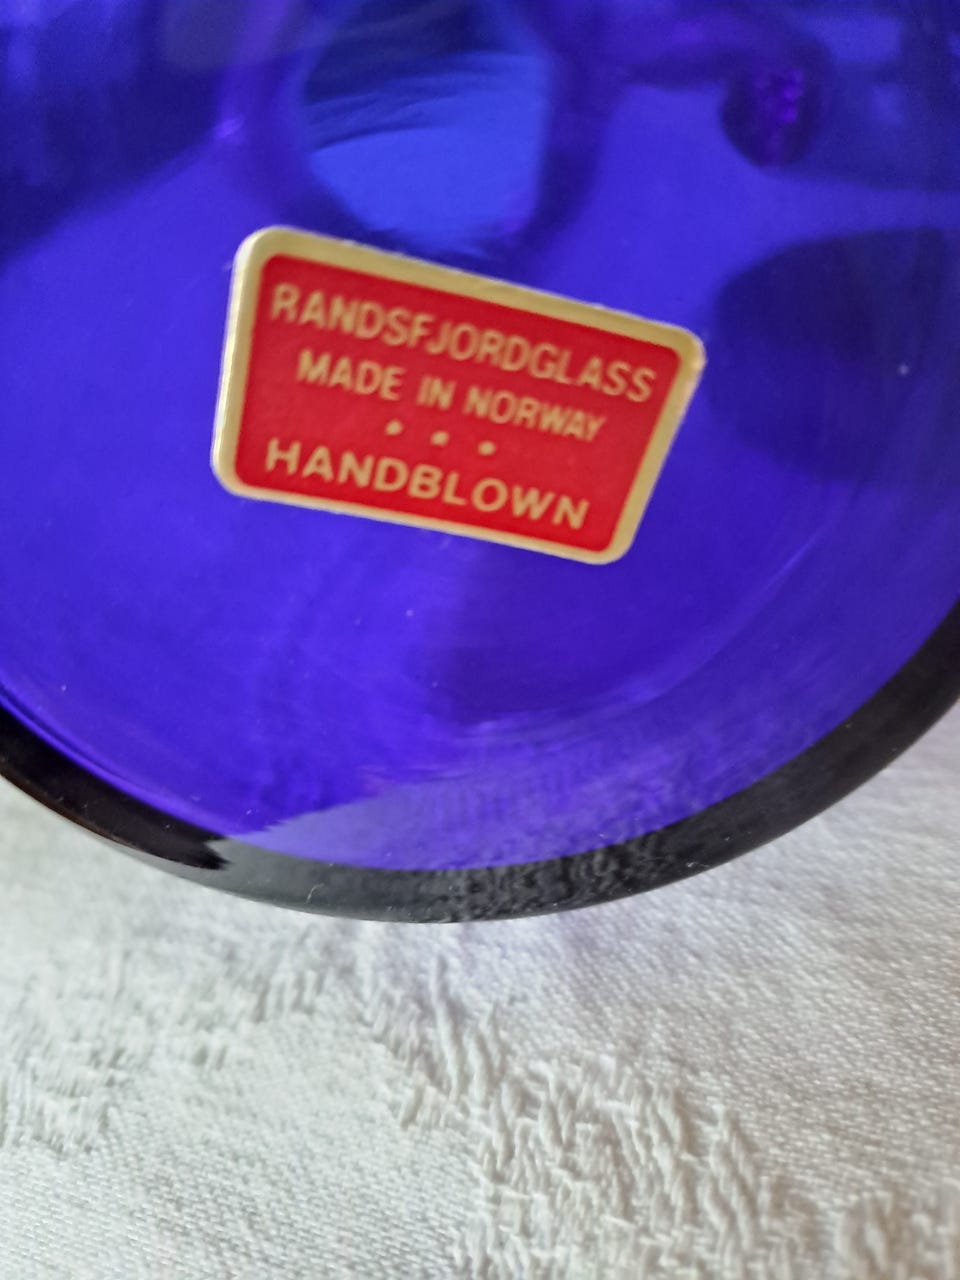 RANDSFJORDGLASS
MADE IN NORWAY
• • •
HANDBLOWN